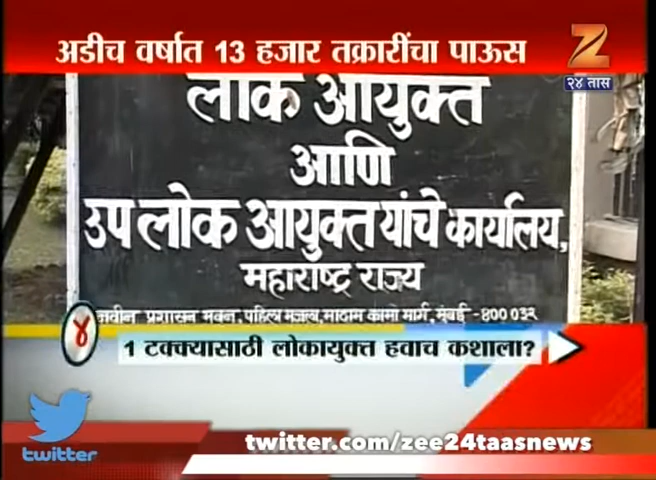 अडीच वर्षात 13 हजार तक्रारींचा पाऊस
Z
२४ तास
लोक आयुक्त
आणि
उप लोक आयुक्त यांचे कार्यालय,
महाराष्ट्र राज्य
नवीन प्रशासन भवन, पहिला मजला, मादाम कामा मार्ग, मुंबई - ४०० ०३२
४
1 टक्क्यासाठी लोकायुक्त हवाच कशाला?
twitter
twitter.com/zee24taasnews